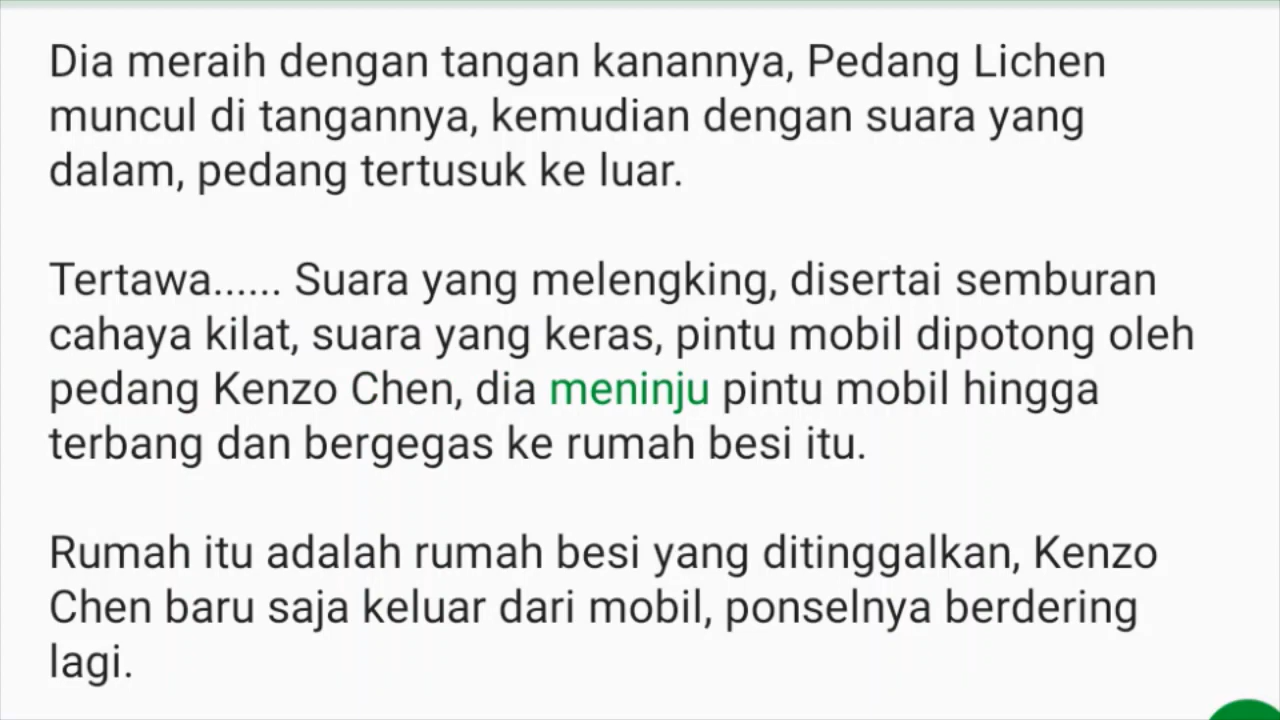 Dia meraih dengan tangan kanannya, Pedang Lichen
muncul di tangannya, kemudian dengan suara yang
dalam, pedang tertusuk ke luar.
Tertawa...... Suara yang melengking, disertai semburan
cahaya kilat, suara yang keras, pintu mobil dipotong oleh
pedang Kenzo Chen, dia meninju pintu mobil hingga
terbang dan bergegas ke rumah besi itu.
Rumah itu adalah rumah besi yang ditinggalkan, Kenzo
Chen baru saja keluar dari mobil, ponselnya berdering
lagi.